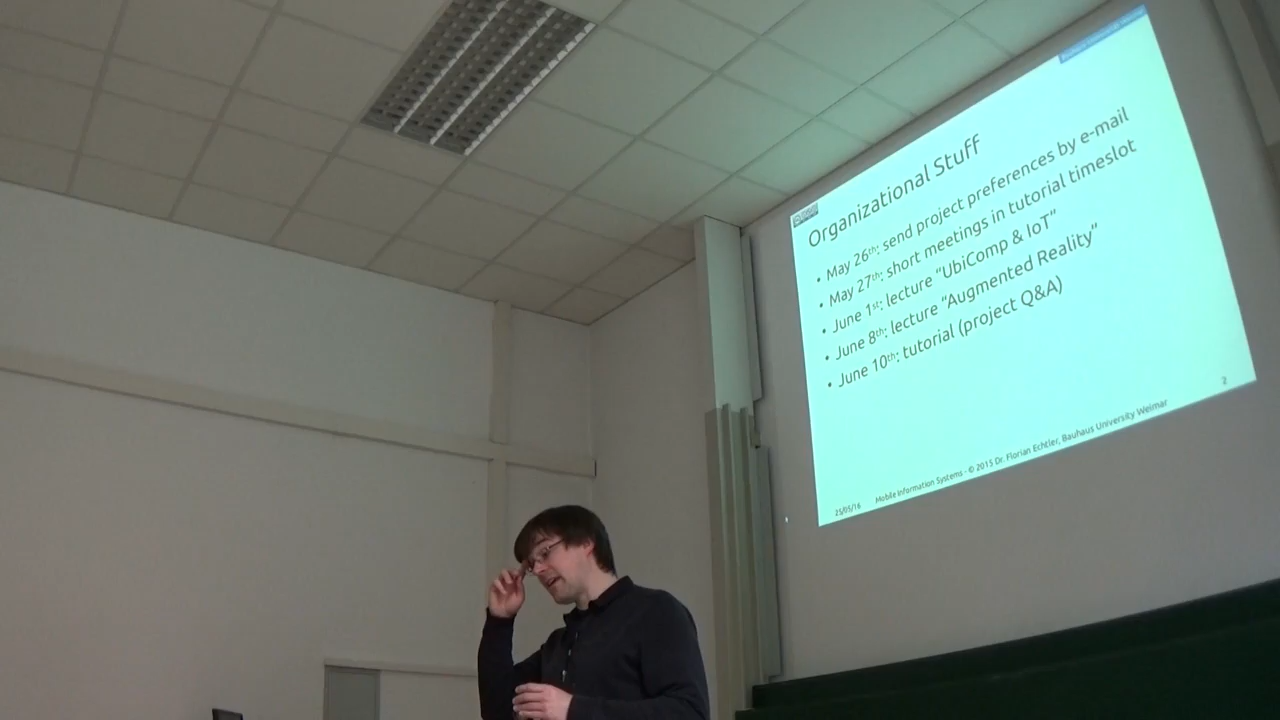 Organizational Stuff
• May 26th: send project preferences by e-mail
• May 27th: short meetings in tutorial timeslot
• June 1st: lecture “UbiComp & IoT”
• June 8th: lecture “Augmented Reality”
• June 10th: tutorial (project Q&A)
25/05/16 Mobile Information Systems - © 2015 Dr. Florian Echtler, Bauhaus University Weimar 2